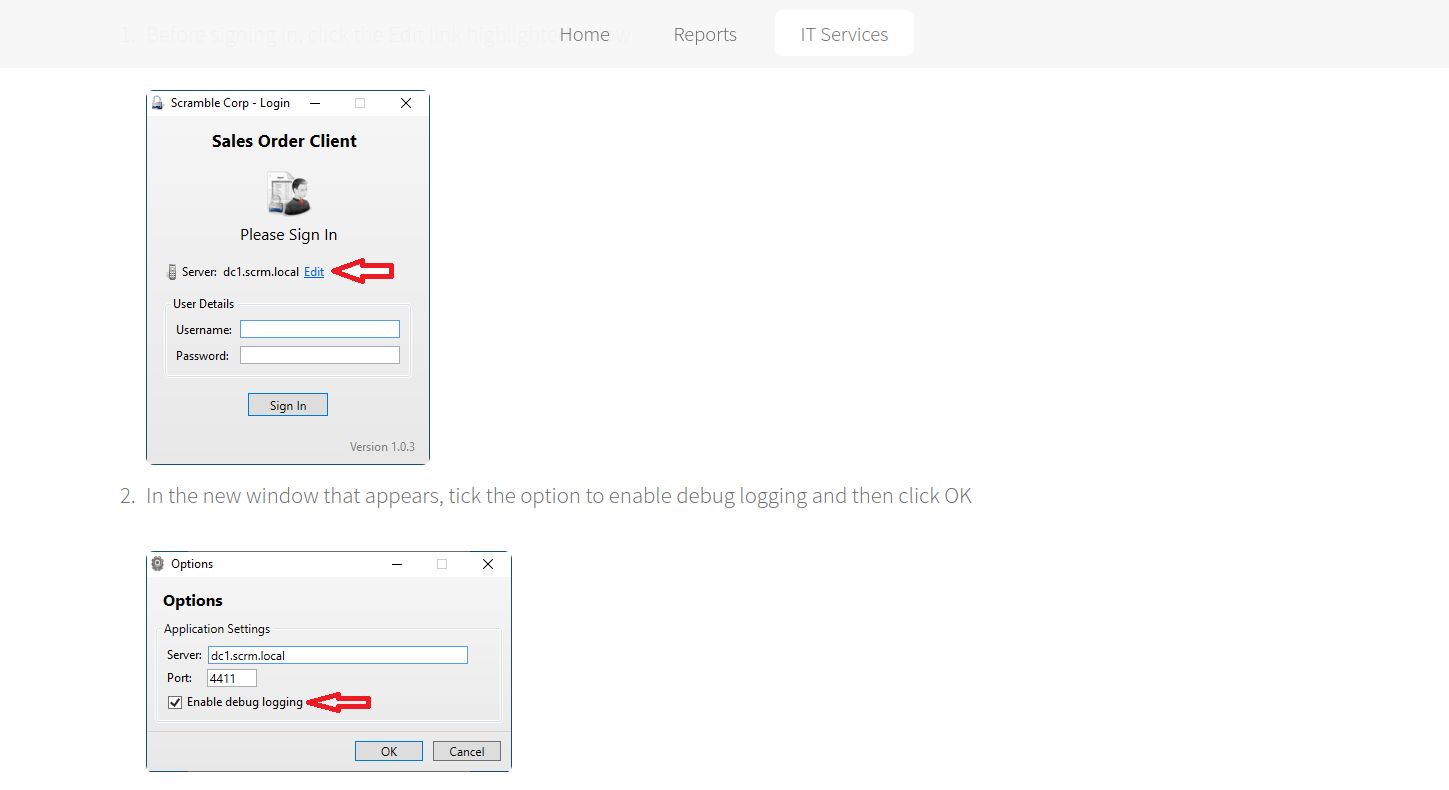 Home Reports IT Services
1. Before signing in, click the Edit link highlighted
Scramble Corp - Login
Sales Order Client
Please Sign In
Server: dc1.scrm.local Edit
User Details
Username:
Password:
Sign In
Version 1.0.3
2. In the new window that appears, tick the option to enable debug logging and then click OK
Options
Options
Application Settings
Server: dc1.scrm.local
Port: 4411
Enable debug logging
OK Cancel